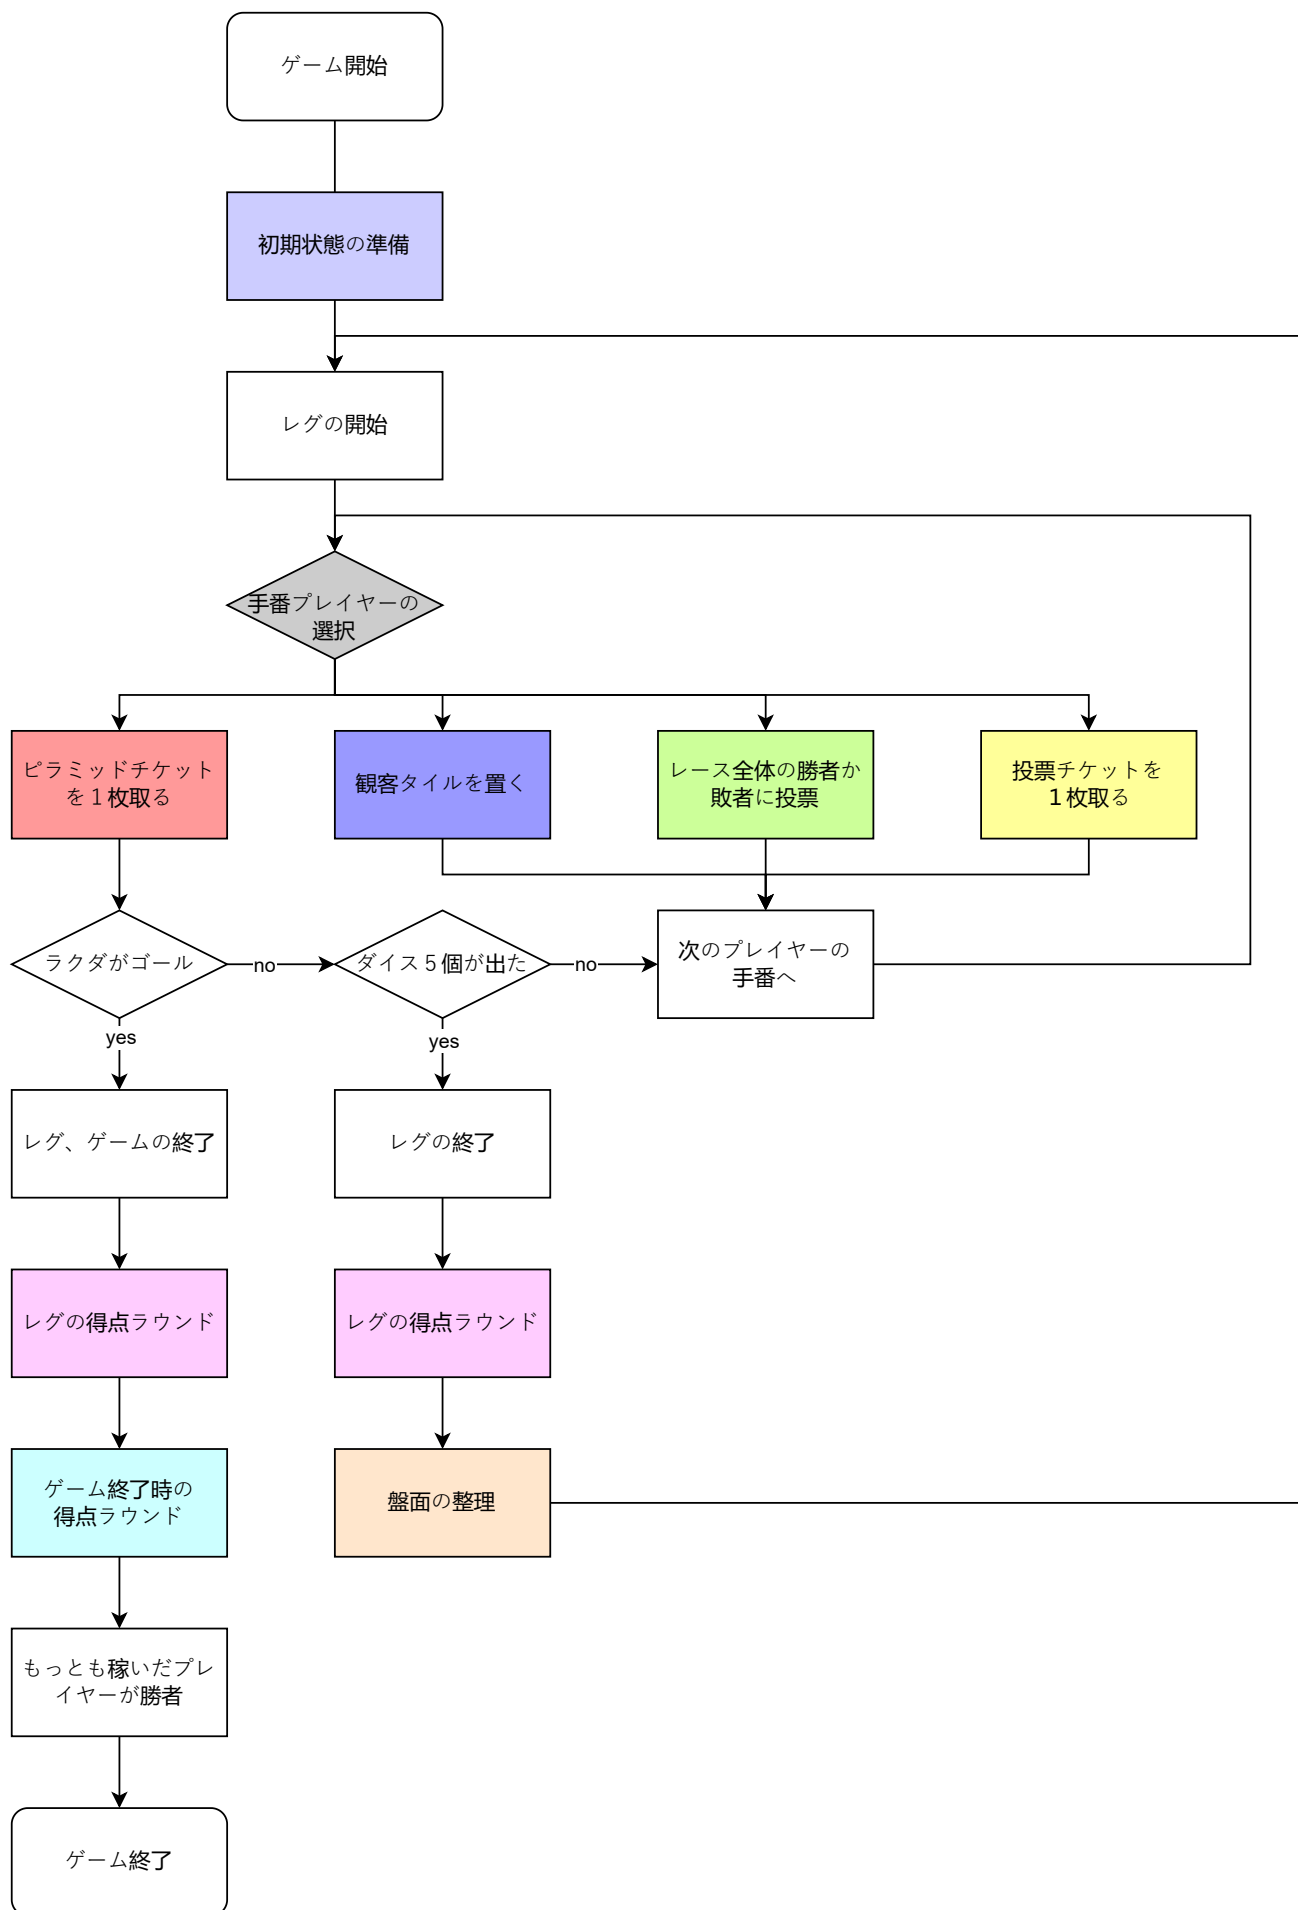 ゲーム開始
初期状態の準備
レグの開始
手番プレイヤーの
選択
ピラミッドチケット
を１枚取る
観客タイルを置く
レース全体の勝者か
敗者に投票
投票チケットを
１枚取る
ラクダがゴール
no
ダイス５個が出た
no
次のプレイヤーの
手番へ
yes
yes
レグ、ゲームの終了
レグの終了
レグの得点ラウンド
レグの得点ラウンド
ゲーム終了時の
得点ラウンド
盤面の整理
もっとも稼いだプレ
イヤーが勝者
ゲーム終了